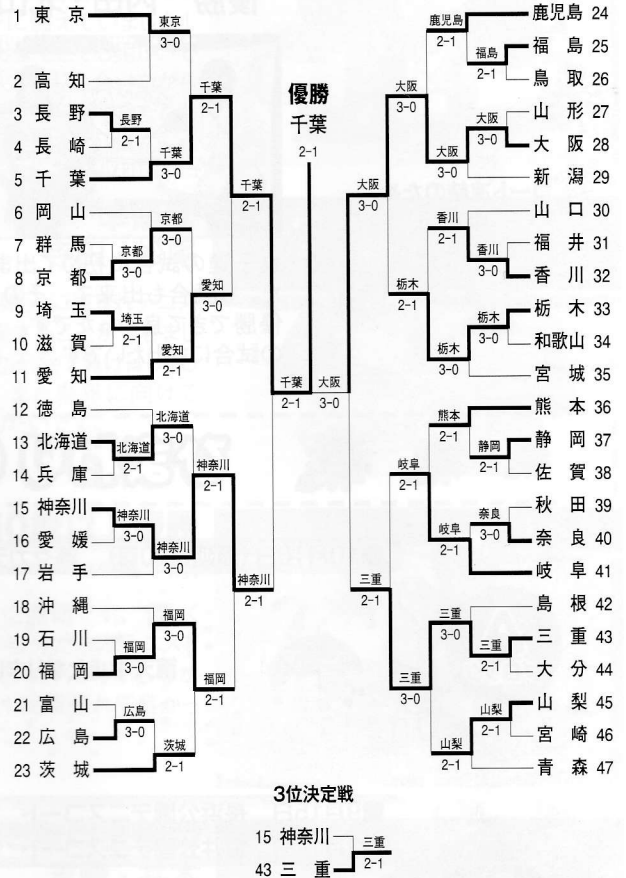 優勝
千葉
2-1
1 東京
2 高知
3 長野
4 長崎
5 千葉
6 岡山
7 群馬
8 京都
9 埼玉
10 滋賀
11 愛知
12 徳島
13 北海道
14 兵庫
15 神奈川
16 愛媛
17 岩手
18 沖縄
19 石川
20 福岡
21 富山
22 広島
23 茨城
東京
3-0
長野
2-1
千葉
3-0
千葉
2-1
京都
3-0
京都
3-0
埼玉
2-1
愛知
2-1
愛知
3-0
千葉
2-1
北海道
3-0
北海道
2-1
神奈川
3-0
神奈川
3-0
神奈川
2-1
福岡
3-0
福岡
3-0
広島
3-0
茨城
2-1
福岡
2-1
神奈川
2-1
千葉
2-1
大阪
3-0
鹿児島 24
福島 25
鳥取 26
山形 27
大阪 28
新潟 29
山口 30
福井 31
香川 32
栃木 33
和歌山 34
宮城 35
熊本 36
静岡 37
佐賀 38
秋田 39
奈良 40
岐阜 41
島根 42
三重 43
大分 44
山梨 45
宮崎 46
青森 47
鹿児島
2-1
福島
2-1
大阪
3-0
大阪
3-0
大阪
3-0
大阪
3-0
香川
2-1
香川
3-0
栃木
2-1
栃木
3-0
栃木
3-0
熊本
2-1
静岡
2-1
岐阜
2-1
奈良
3-0
岐阜
2-1
三重
2-1
三重
3-0
三重
2-1
三重
3-0
山梨
2-1
山梨
2-1
3位決定戦
15 神奈川
43 三重
三重
2-1